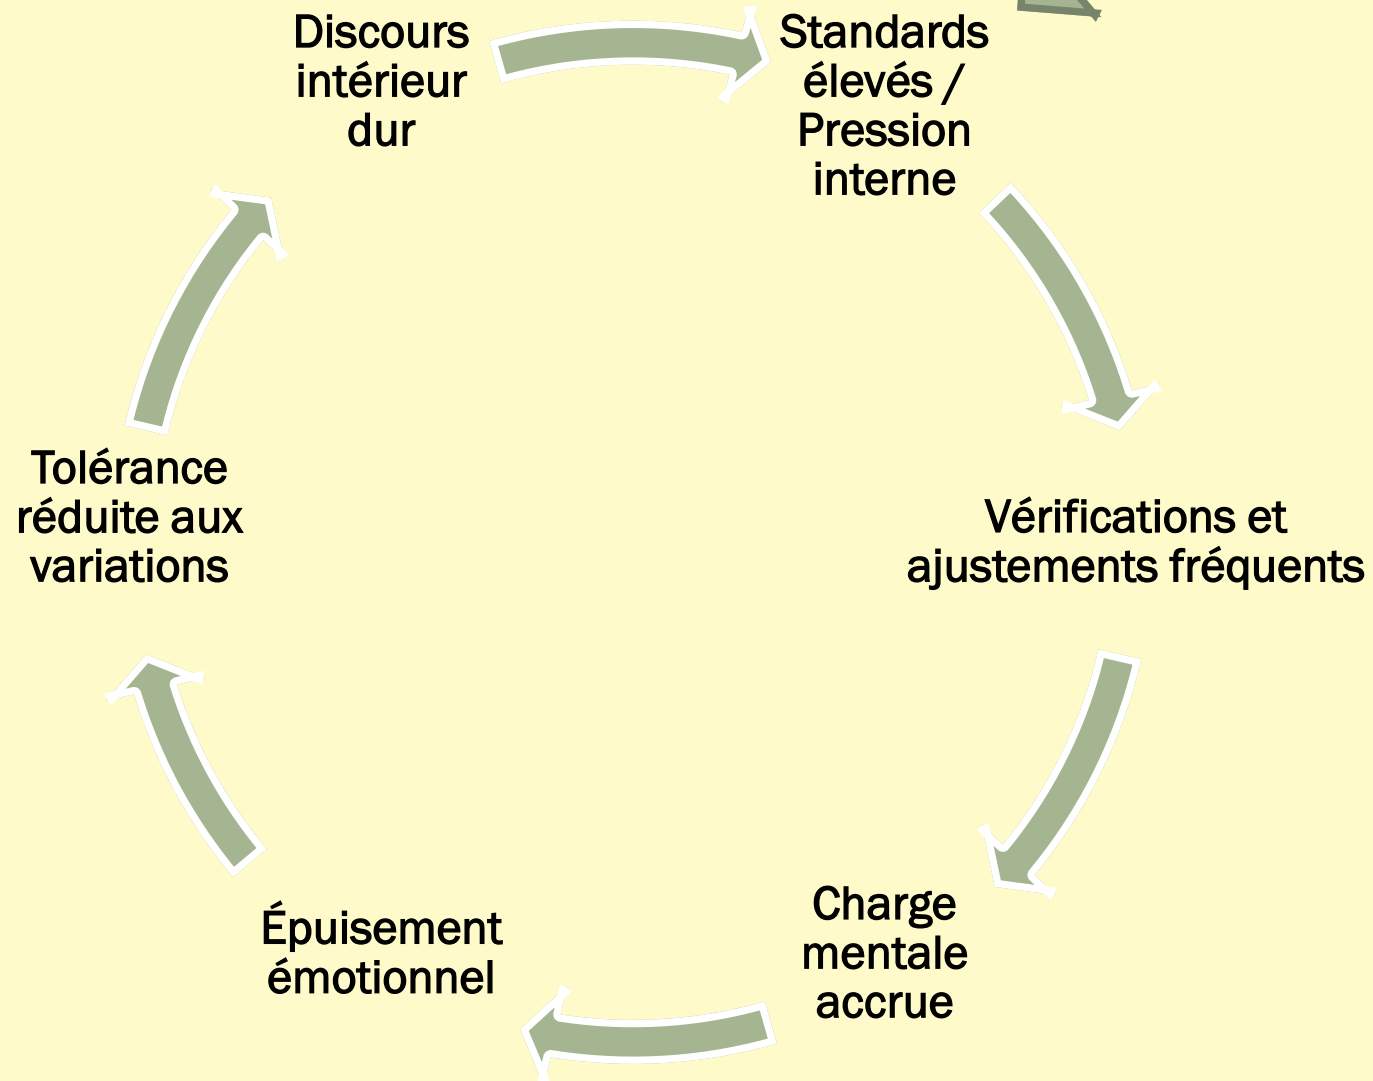 Discours
intérieur
dur
Standards
élevés /
Pression
interne
Vérifications et
ajustements fréquents
Charge
mentale
accrue
Épuisement
émotionnel
Tolérance
réduite aux
variations